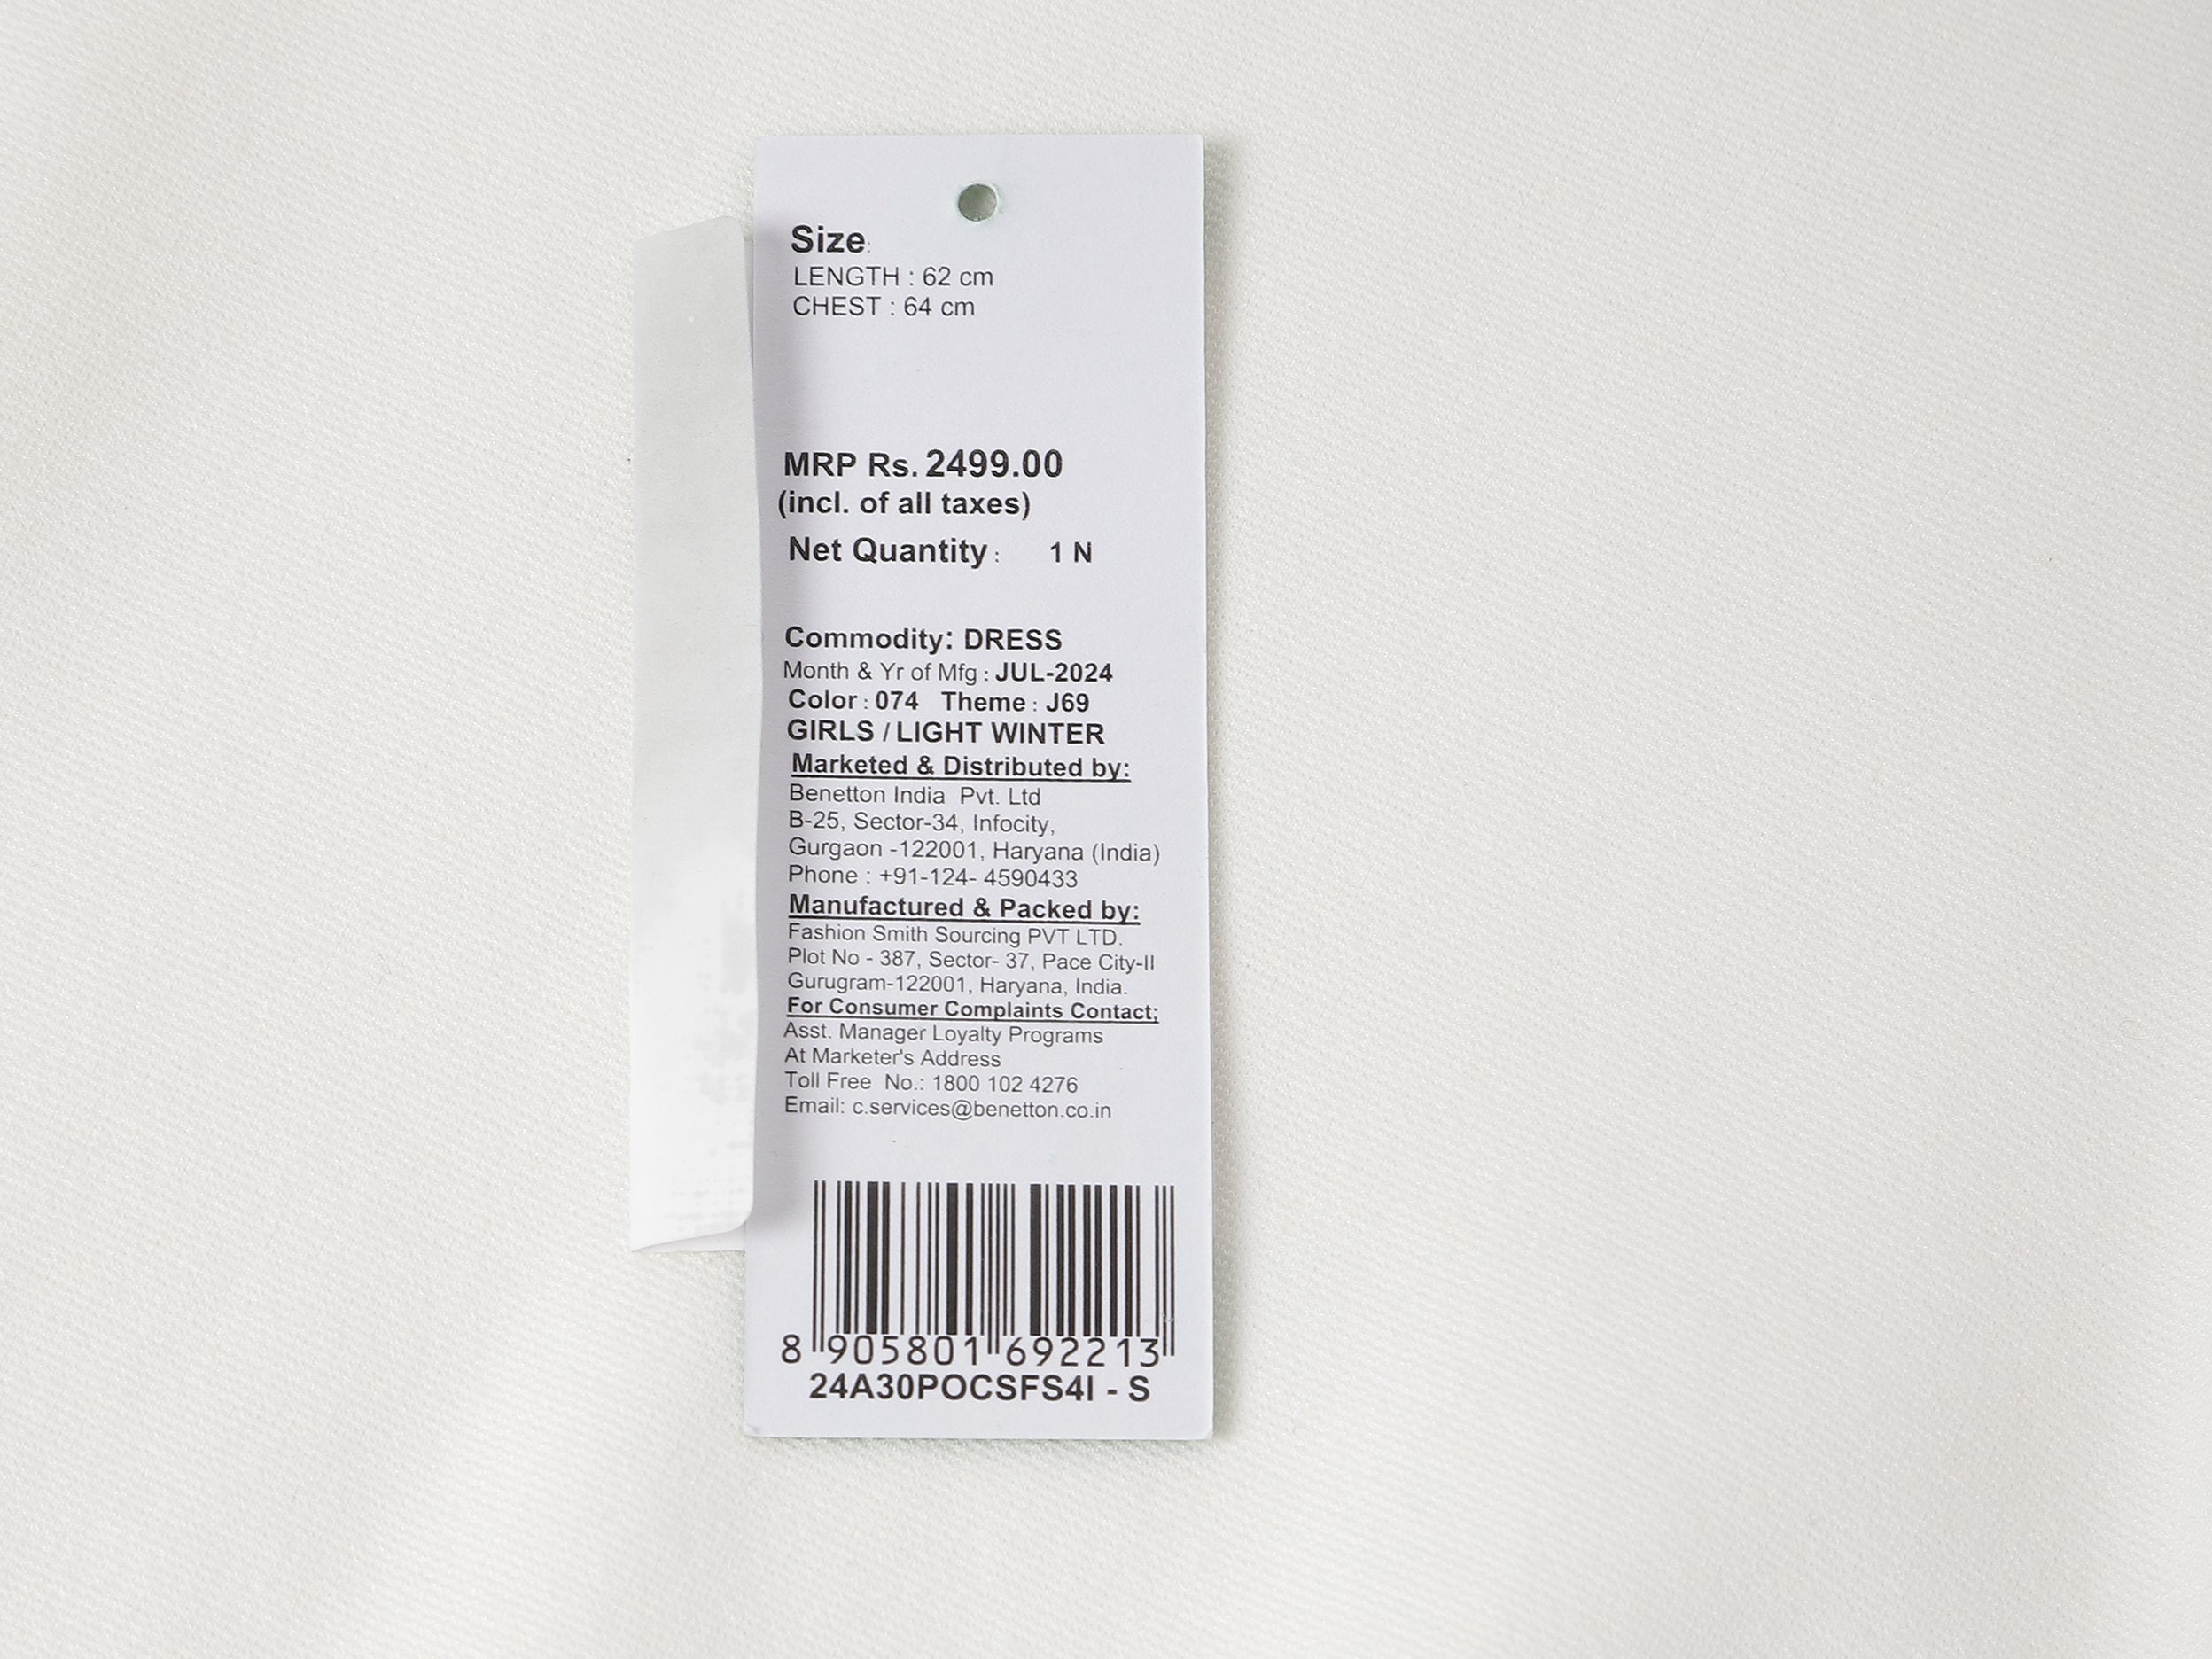 Size:
LENGTH : 62 cm
CHEST : 64 cm
MRP Rs. 2499.00
(incl. of all taxes)
Net Quantity : 1 N
Commodity: DRESS
Month & Yr of Mfg : JUL-2024
Color : 074 Theme : J69
GIRLS / LIGHT WINTER
Marketed & Distributed by:
Benetton India Pvt. Ltd
B-25, Sector-34, Infocity,
Gurgaon -122001, Haryana (India)
Phone : +91-124- 4590433
Manufactured & Packed by:
Fashion Smith Sourcing PVT LTD.
Plot No - 387, Sector- 37, Pace City-II
Gurugram-122001, Haryana, India.
For Consumer Complaints Contact;
Asst. Manager Loyalty Programs
At Marketer's Address
Toll Free No.: 1800 102 4276
Email: c.services@benetton.co.in
8 905801 692213
24A30POCSFS4I - S